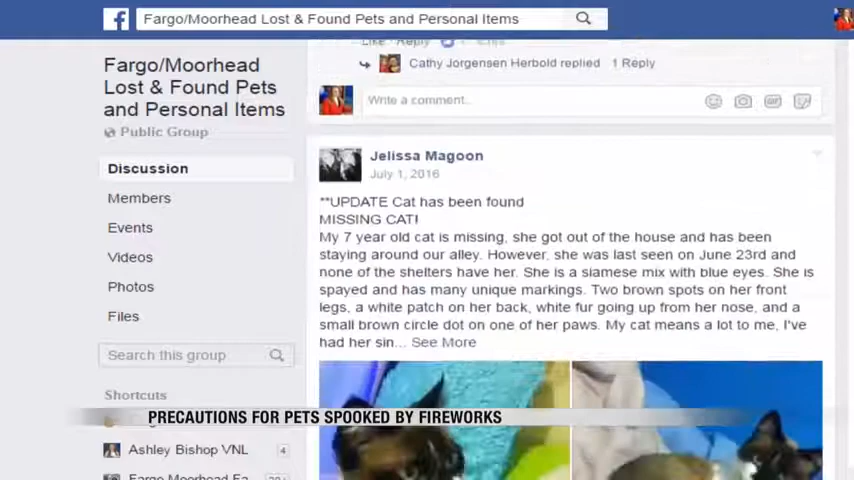 Fargo/Moorhead Lost & Found Pets and Personal Items
Fargo/Moorhead
Lost & Found Pets
and Personal Items
Public Group
Discussion
Members
Events
Videos
Photos
Files
Search this group
Shortcuts
Ashley Bishop VNL 4
Like · Reply
Cathy Jorgensen Herbold replied 1 Reply
Write a comment.
GIF
Jelissa Magoon
July 1, 2016
**UPDATE Cat has been found
MISSING CAT!
My 7 year old cat is missing, she got out of the house and has been
staying around our alley. However, she was last seen on June 23rd and
none of the shelters have her. She is a siamese mix with blue eyes. She is
spayed and has many unique markings. Two brown spots on her front
legs, a white patch on her back, white fur going up from her nose, and a
small brown circle dot on one of her paws. My cat means a lot to me, I've
had her sin... See More
PRECAUTIONS FOR PETS SPOOKED BY FIREWORKS